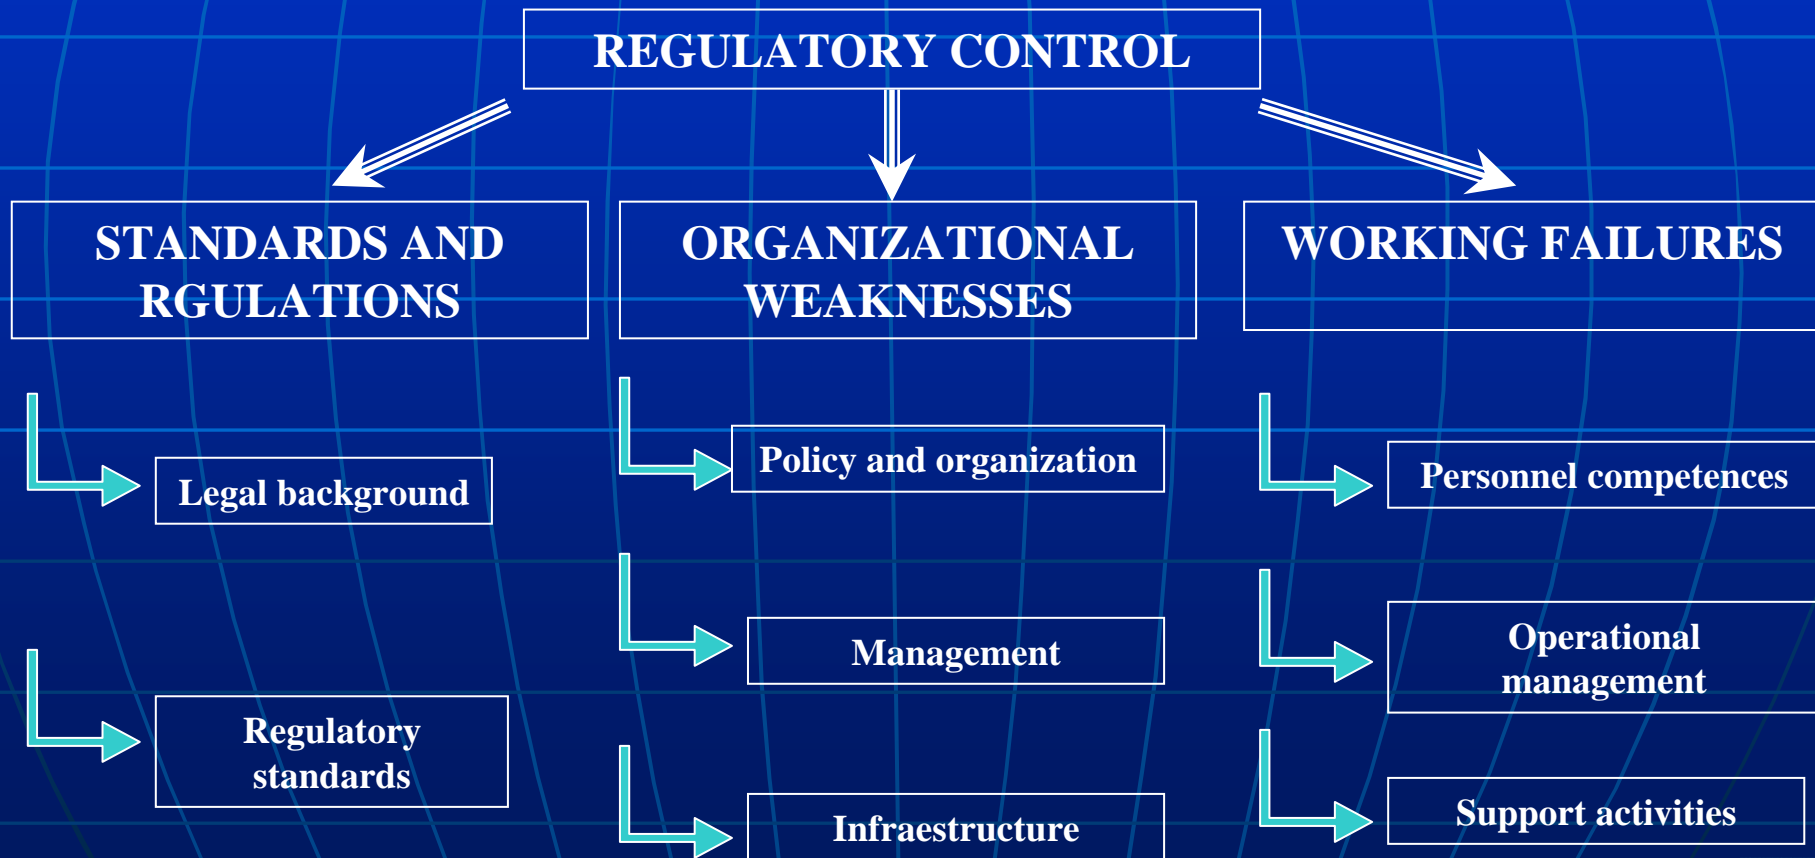 REGULATORY CONTROL
STANDARDS AND
RGULATIONS
Legal background
Regulatory
standards
ORGANIZATIONAL
WEAKNESSES
Policy and organization
Management
Infraestructure
WORKING FAILURES
Personnel competences
Operational
management
Support activities